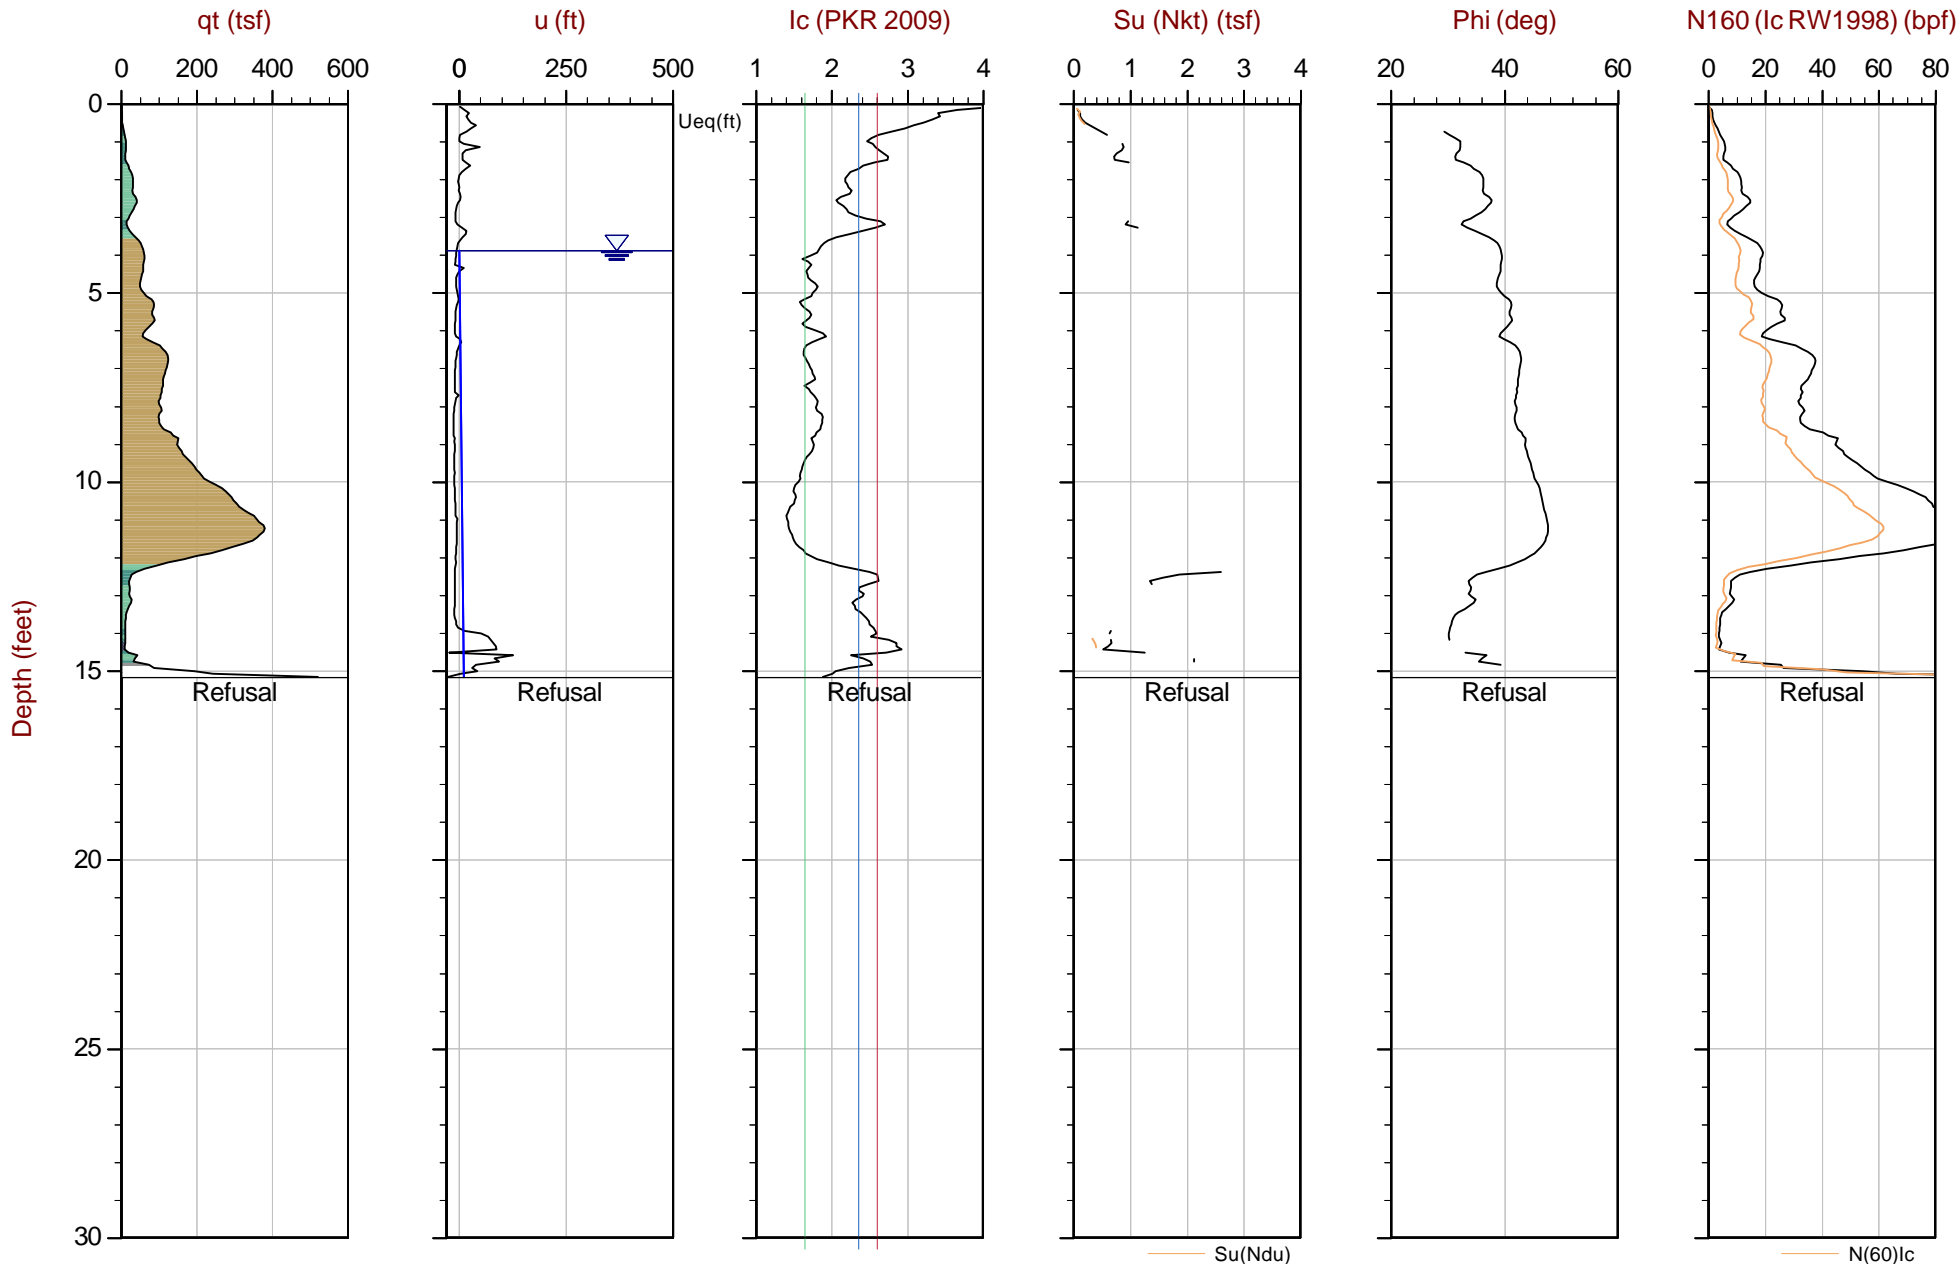 qt (tsf)
u (ft)
Ic (PKR 2009)
Su (Nkt) (tsf)
Phi (deg)
N160 (Ic RW1998) (bpf)
0 200 400 600
0 250 500
1 2 3 4
0 1 2 3 4
20 40 60
0 20 40 60 80
0
Ueq(ft)
5
10
15
Refusal
Refusal
Refusal
Refusal
Refusal
Refusal
Depth (feet)
20
25
30
Su(Ndu)
N(60)Ic